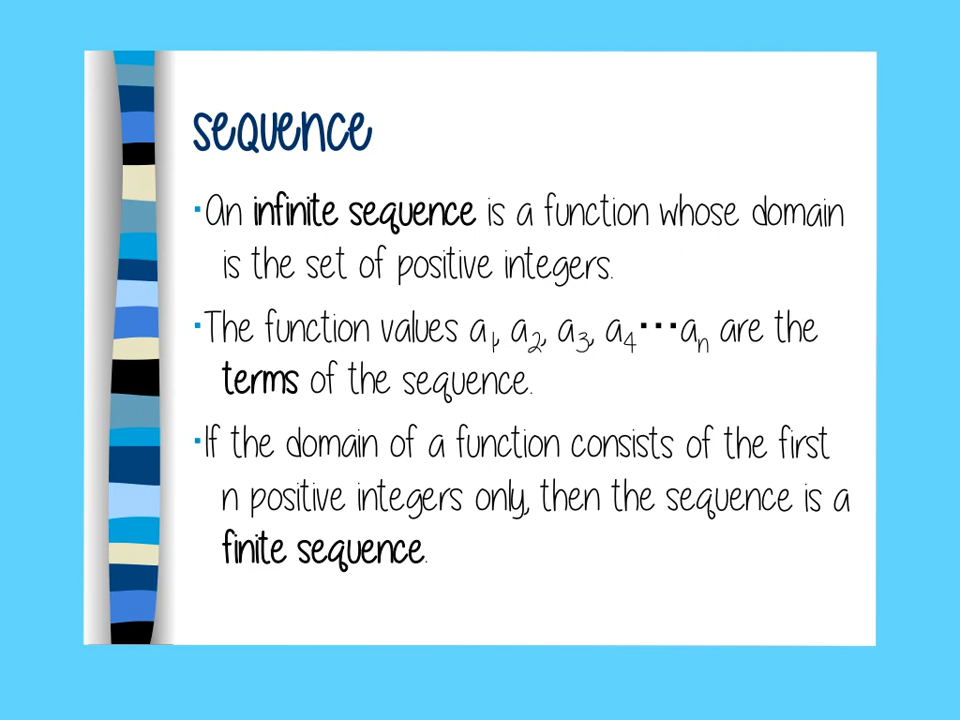 sequence
▪An infinite sequence is a function whose domain
is the set of positive integers.
▪The function values a₁, a₂, a₃, a₄⋯aₙ are the
terms of the sequence.
▪If the domain of a function consists of the first
n positive integers only, then the sequence is a
finite sequence.